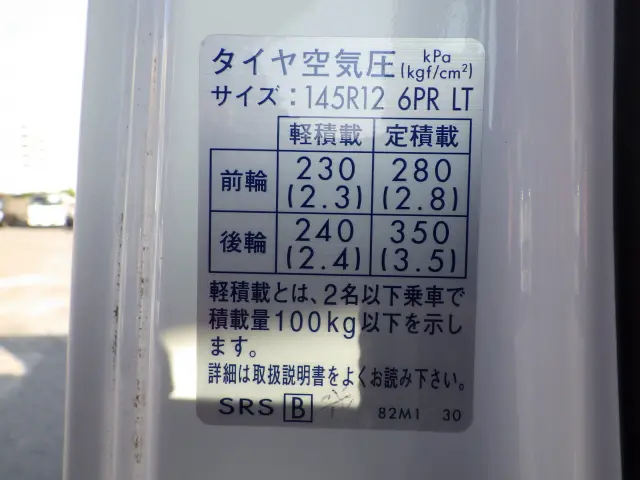 タイヤ空気圧 kPa (kgf/cm²)
サイズ：145R12 6PR LT
軽積載 定積載
前輪 230 (2.3) 280 (2.8)
後輪 240 (2.4) 350 (3.5)
軽積載とは、2名以下乗車で
積載量100kg以下を示し
ます。
詳細は取扱説明書をよくお読み下さい。
SRS B 82M1 30